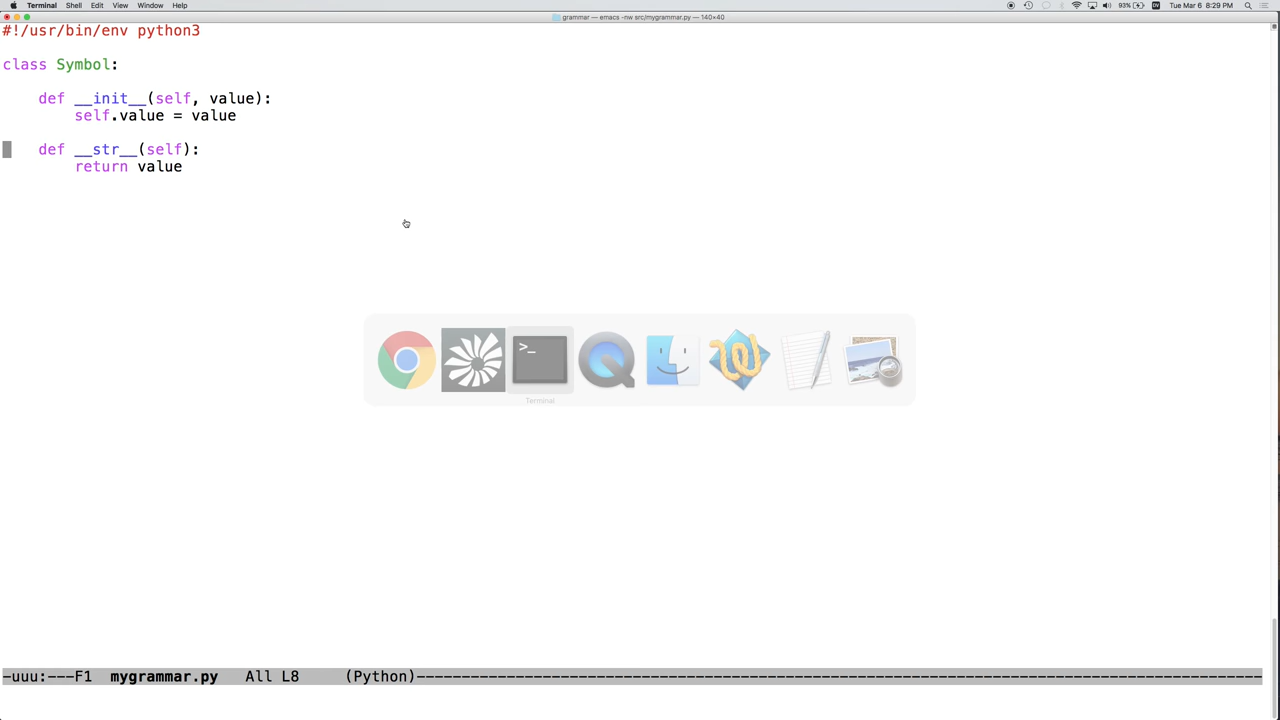 Terminal Shell Edit View Window Help 93% Tue Mar 6 8:29 PM
grammar — emacs -nw src/mygrammar.py — 140×40
#!/usr/bin/env python3
class Symbol:
    def __init__(self, value):
        self.value = value
    def __str__(self):
        return value
>_
Terminal
-uuu:---F1  mygrammar.py   All L8     (Python)----------------------------------------------------------------------------------------------